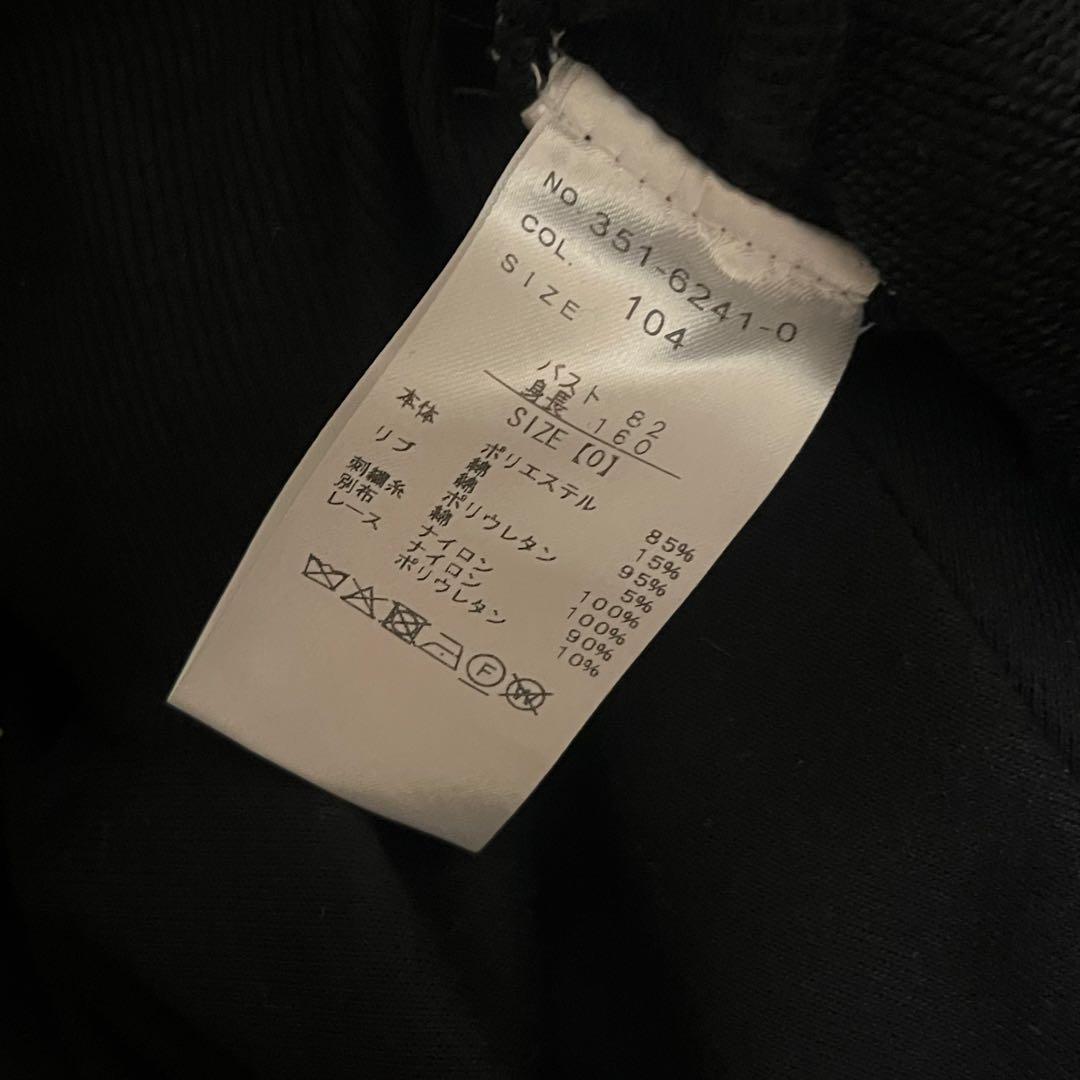 NO. 351-6241-0
COL. 104
SIZE
バスト 82
身長 160
SIZE【0】
本体 ポリエステル 85%
綿 15%
リブ 綿 95%
ポリウレタン 5%
刺繍糸 綿 100%
別布 ナイロン 100%
レース ナイロン 90%
ポリウレタン 10%
F
W